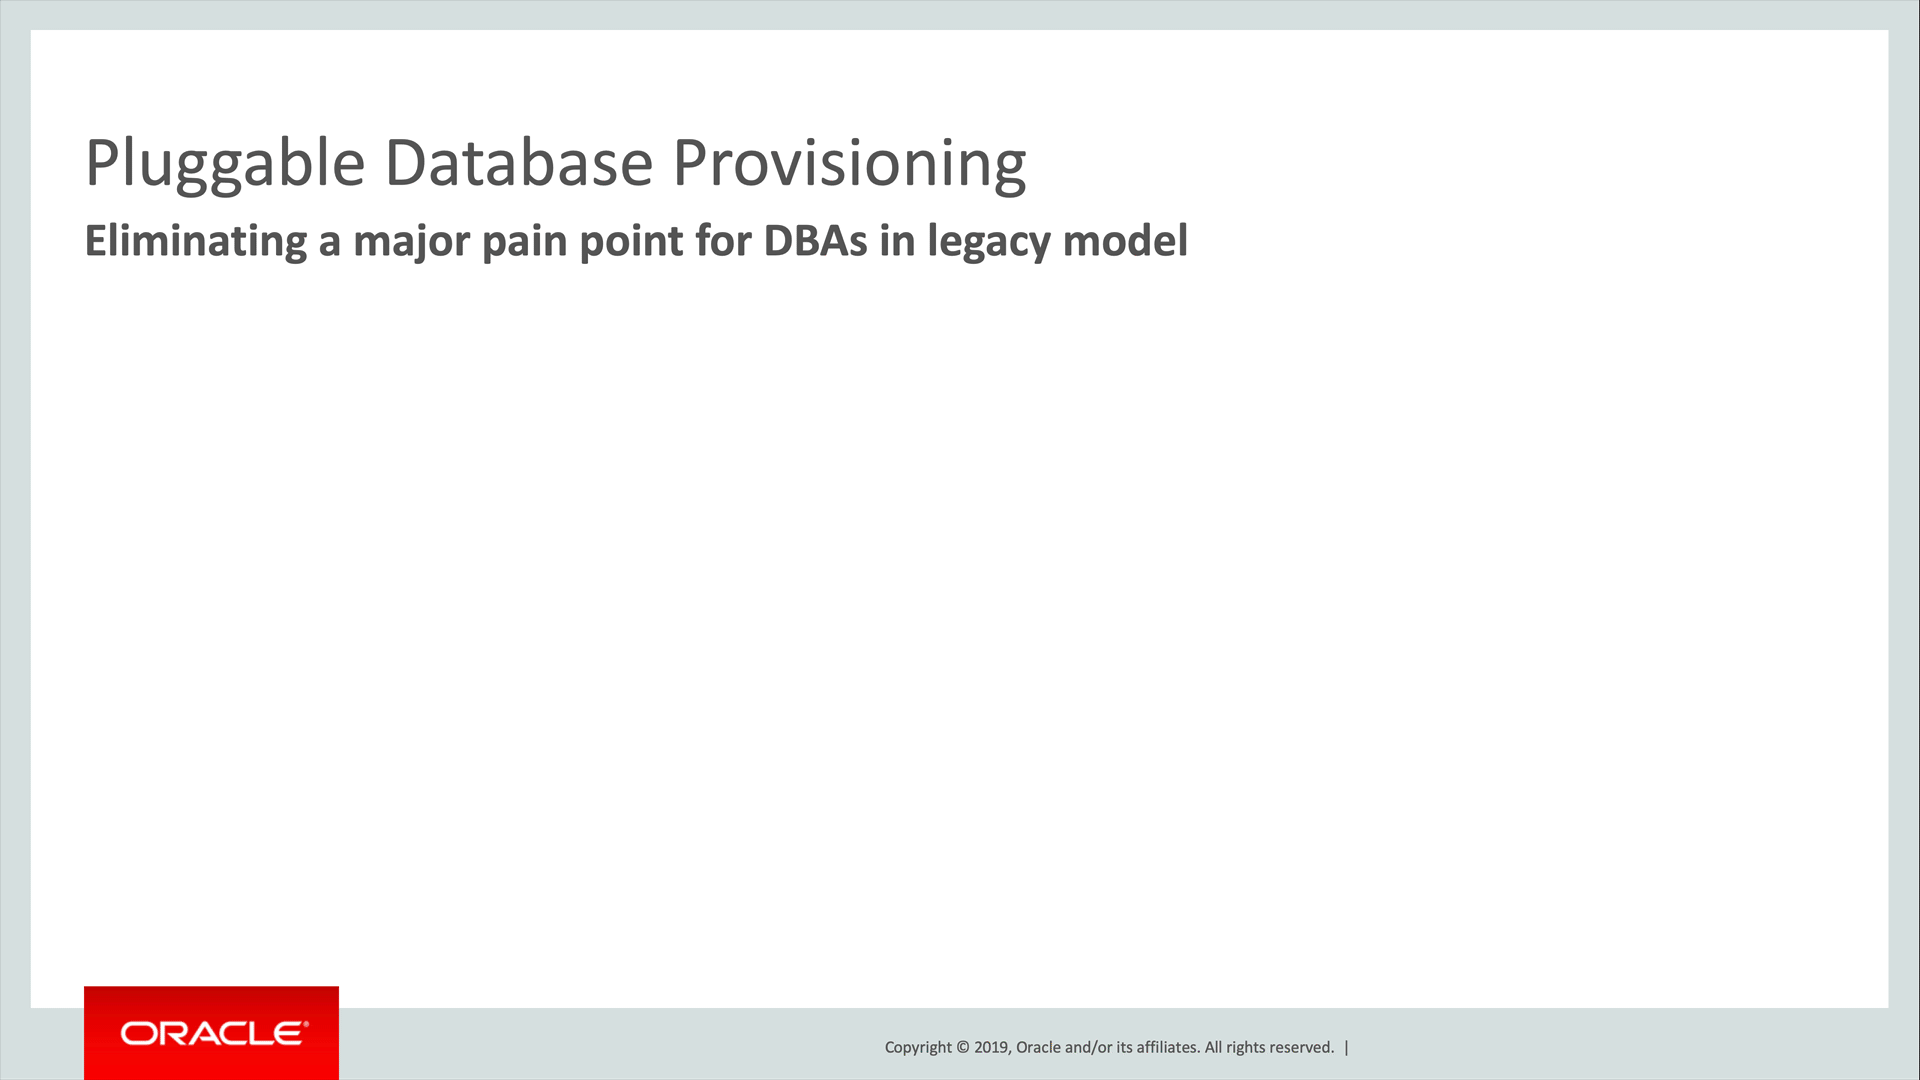 Pluggable Database Provisioning
Eliminating a major pain point for DBAs in legacy model
ORACLE®
Copyright © 2019, Oracle and/or its affiliates. All rights reserved. |